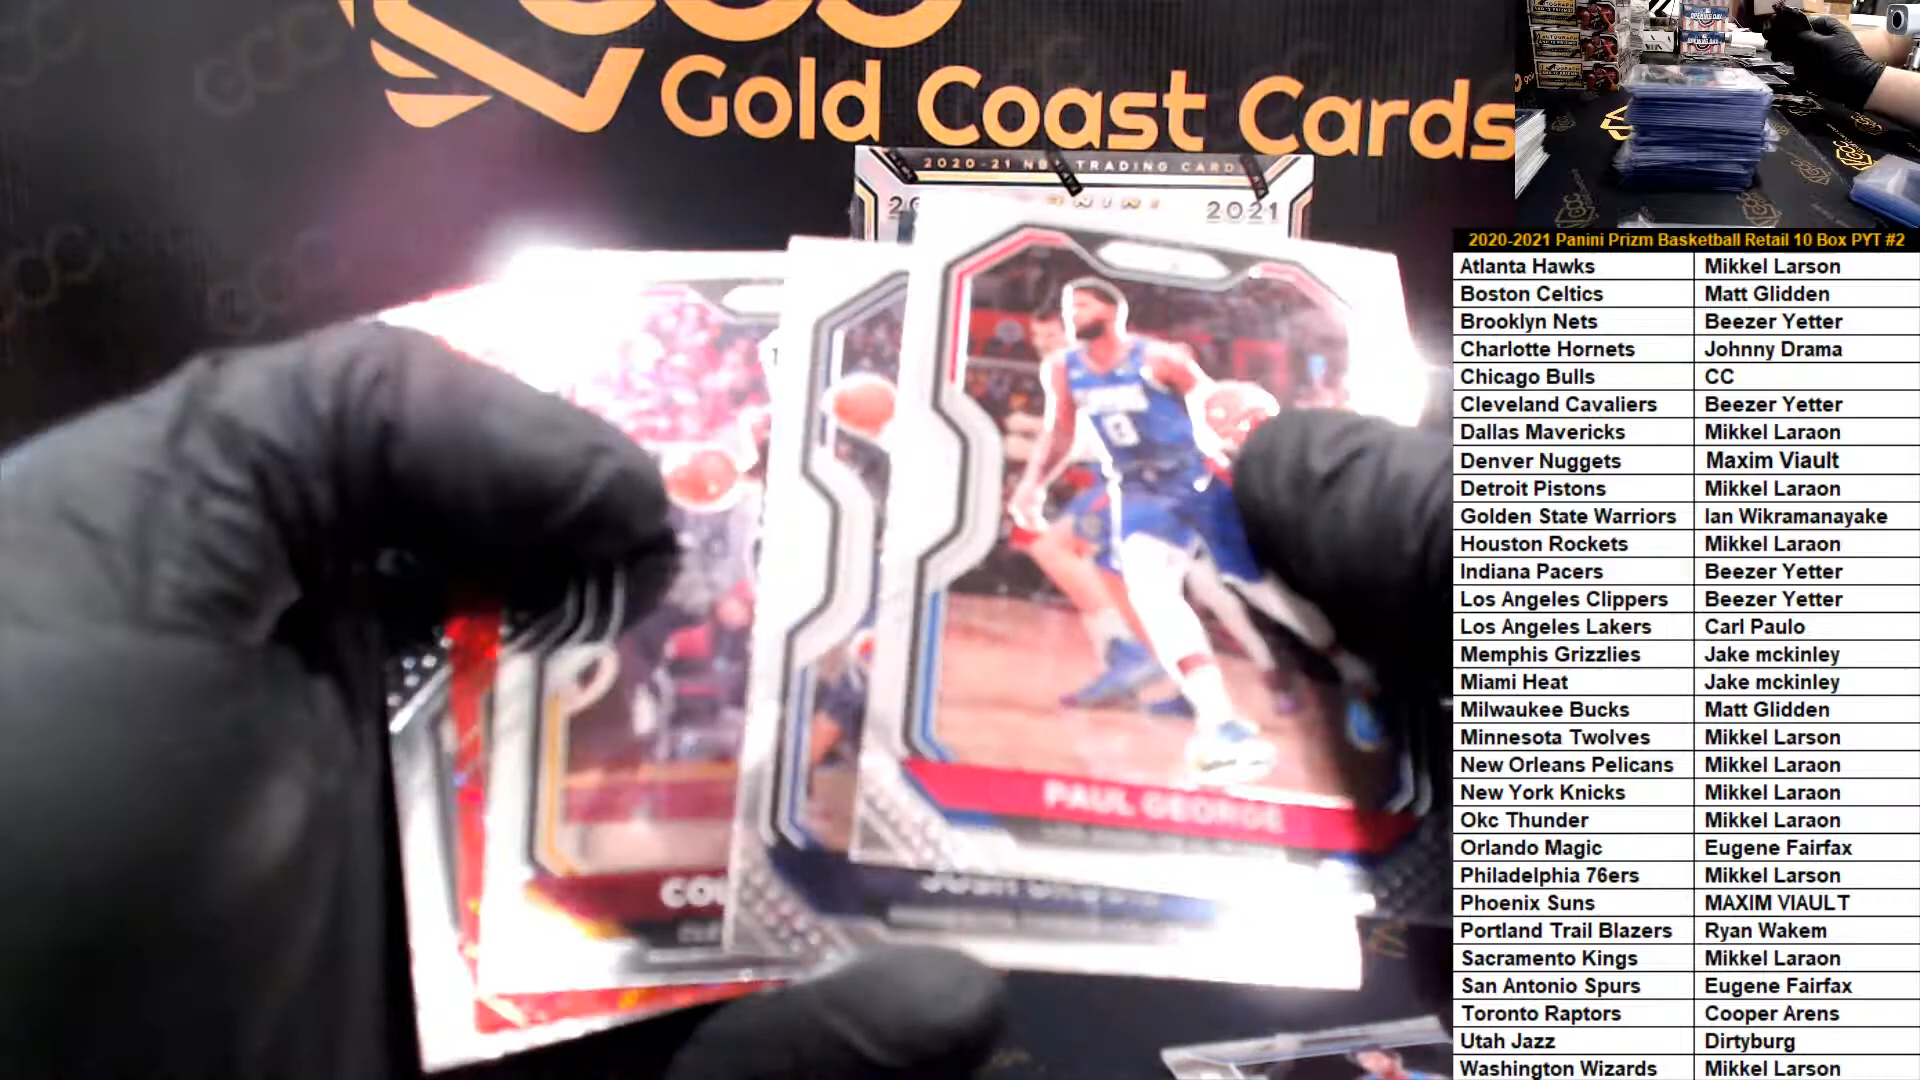 Gold Coast Cards
2020-21 NBA TRADING CARD
2021
PAUL GEORGE
2020-2021 Panini Prizm Basketball Retail 10 Box PYT #2
Atlanta Hawks Mikkel Larson
Boston Celtics Matt Glidden
Brooklyn Nets Beezer Yetter
Charlotte Hornets Johnny Drama
Chicago Bulls CC
Cleveland Cavaliers Beezer Yetter
Dallas Mavericks Mikkel Laraon
Denver Nuggets Maxim Viault
Detroit Pistons Mikkel Laraon
Golden State Warriors Ian Wikramanayake
Houston Rockets Mikkel Laraon
Indiana Pacers Beezer Yetter
Los Angeles Clippers Beezer Yetter
Los Angeles Lakers Carl Paulo
Memphis Grizzlies Jake mckinley
Miami Heat Jake mckinley
Milwaukee Bucks Matt Glidden
Minnesota Twolves Mikkel Larson
New Orleans Pelicans Mikkel Laraon
New York Knicks Mikkel Laraon
Okc Thunder Mikkel Laraon
Orlando Magic Eugene Fairfax
Philadelphia 76ers Mikkel Larson
Phoenix Suns MAXIM VIAULT
Portland Trail Blazers Ryan Wakem
Sacramento Kings Mikkel Laraon
San Antonio Spurs Eugene Fairfax
Toronto Raptors Cooper Arens
Utah Jazz Dirtyburg
Washington Wizards Mikkel Larson